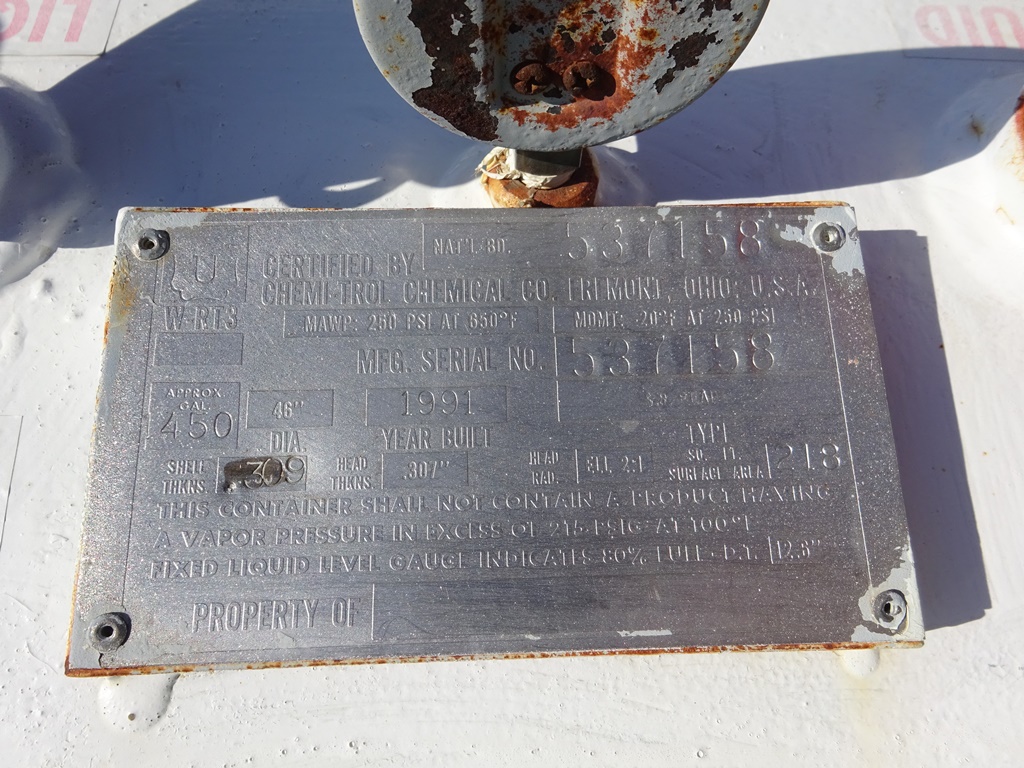 LIQ
UID
NAT'L. BD. 537158
U
CERTIFIED BY
CHEMI-TROL CHEMICAL CO. FREMONT, OHIO, U.S.A.
W-RT3
MAWP: 250 PSI AT 650°F MDMT: -20°F AT 250 PSI
MFG. SERIAL NO. 537158
APPROX
GAL.
450
46"
DIA
1991
YEAR BUILT
TYPE
SHELL
THKNS. .309
HEAD
THKNS. .307"
HEAD
RAD. ELL 2:1
SQ. FT.
SURFACE AREA 218
THIS CONTAINER SHALL NOT CONTAIN A PRODUCT HAVING
A VAPOR PRESSURE IN EXCESS OF 215 PSIG AT 100°F
FIXED LIQUID LEVEL GAUGE INDICATES 80% FULL - D.T. 12.6"
PROPERTY OF